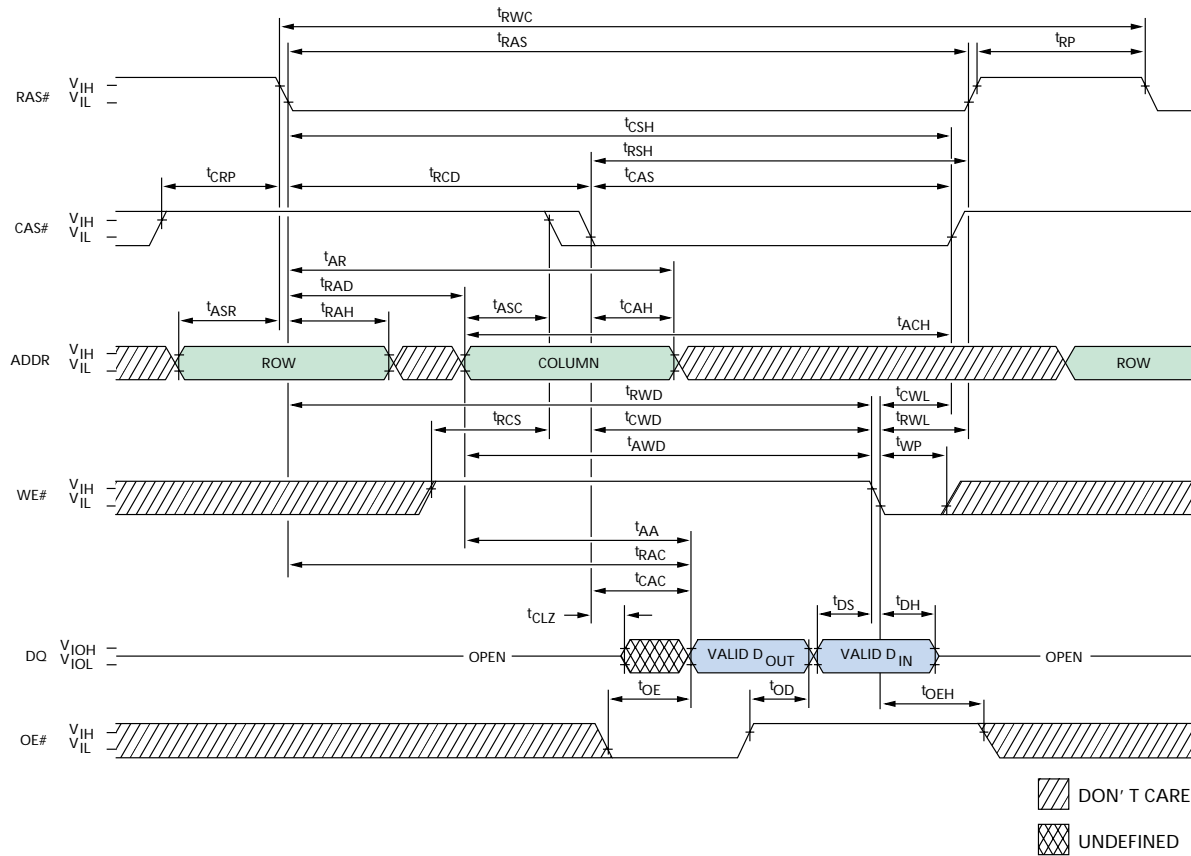 tRWC
tRAS
tRP
RAS#
VIH
VIL
tCSH
tRSH
tCRP
tRCD
tCAS
CAS#
VIH
VIL
tAR
tRAD
tASR
tRAH
tASC
tCAH
tACH
ADDR
VIH
VIL
ROW
COLUMN
ROW
tRWD
tCWL
tRCS
tCWD
tRWL
tAWD
tWP
WE#
VIH
VIL
tAA
tRAC
tCAC
tCLZ
tDS
tDH
DQ
VIOH
VIOL
OPEN
VALID DOUT
VALID DIN
OPEN
tOE
tOD
tOEH
OE#
VIH
VIL
DON' T CARE
UNDEFINED